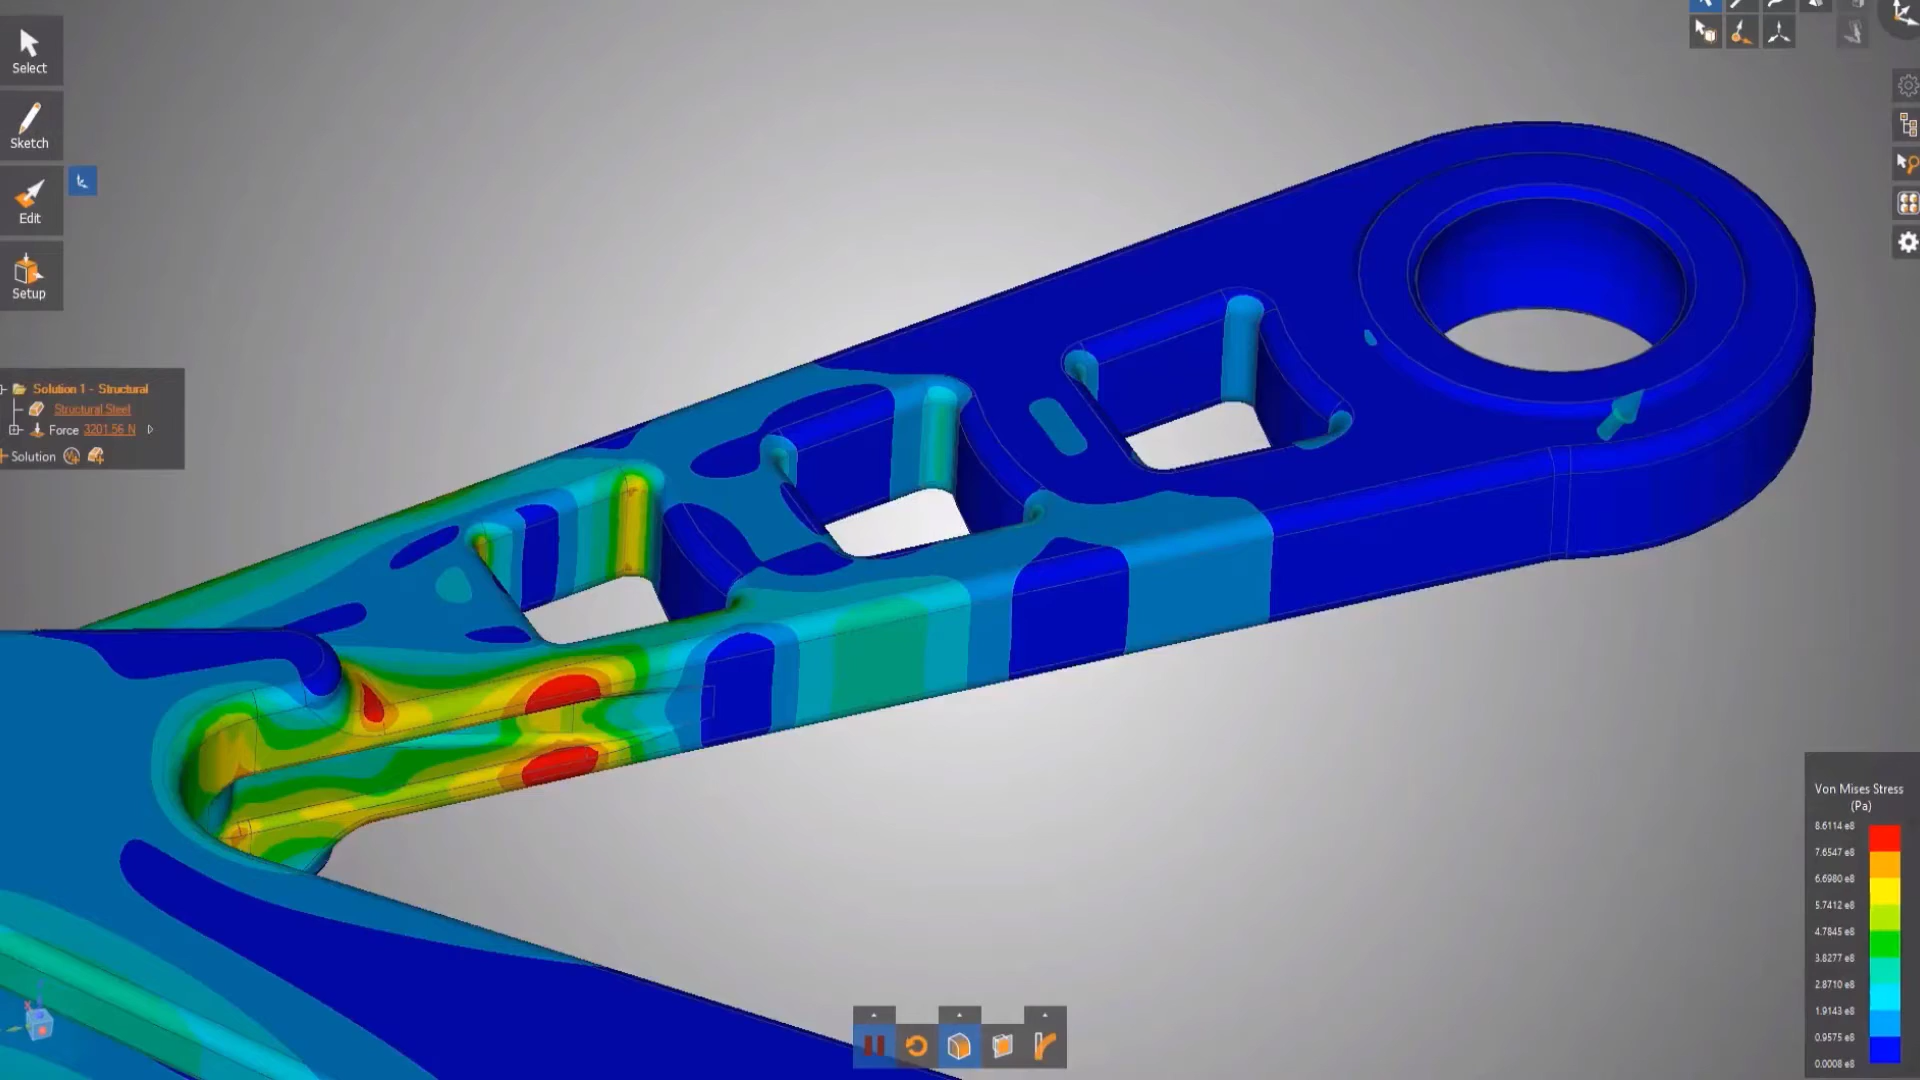 Select
Sketch
Edit
Setup
Solution 1 - Structural
Structural Steel
Force 3201.56 N
Solution
Von Mises Stress
(Pa)
8.6114 e8
7.6547 e8
6.6980 e8
5.7412 e8
4.7845 e8
3.8277 e8
2.8710 e8
1.9143 e8
0.9575 e8
0.0008 e8